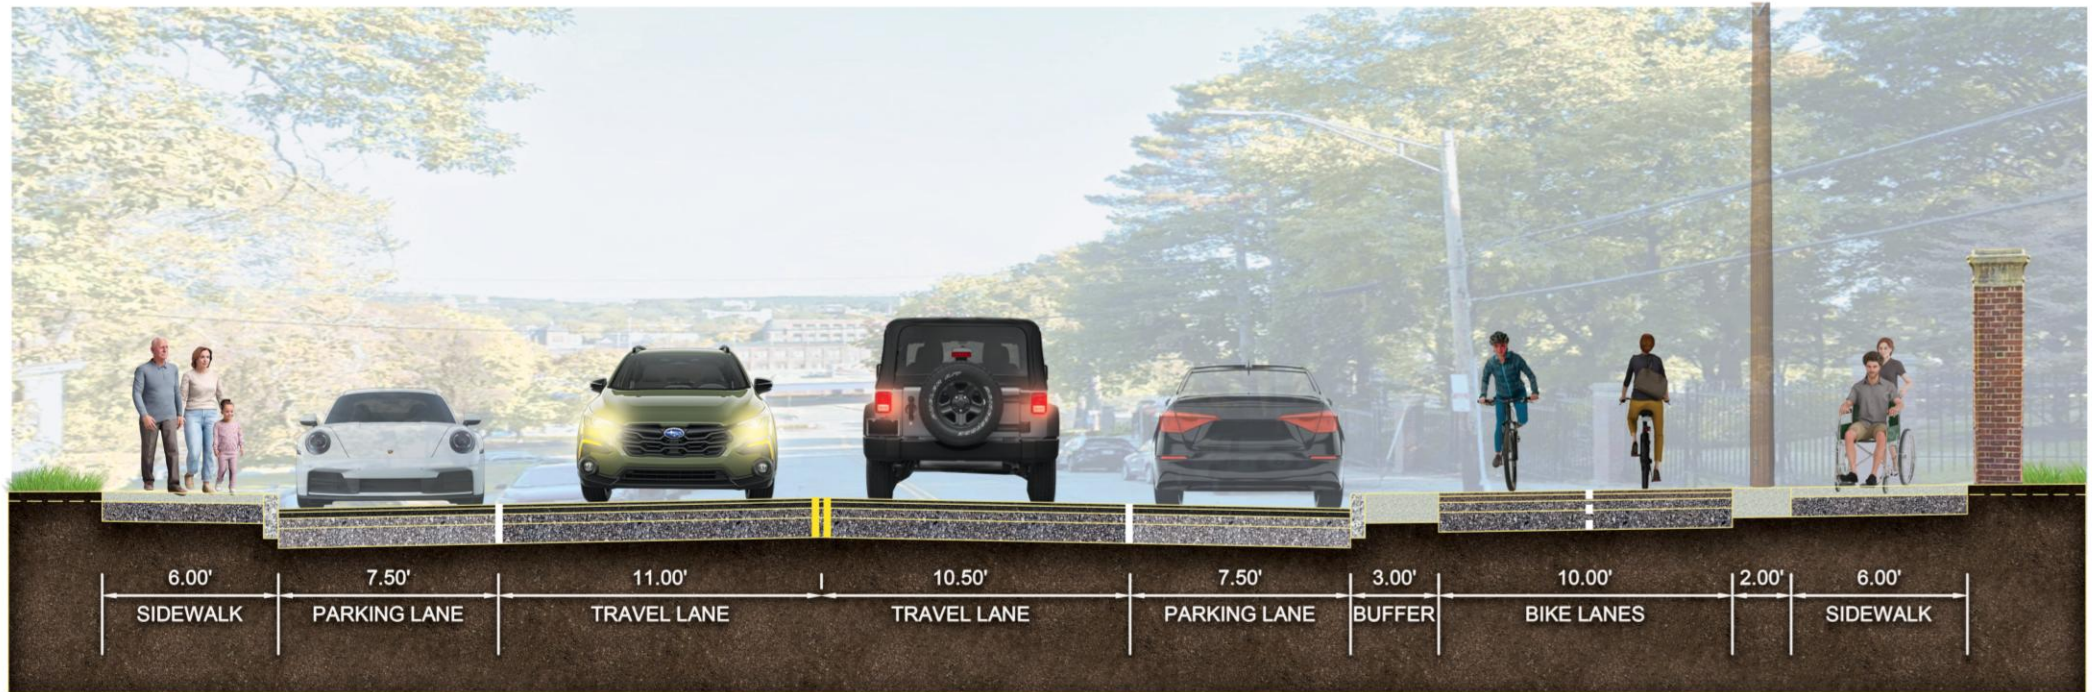 6.00' 7.50' 11.00' 10.50' 7.50' 3.00' 10.00' 2.00' 6.00'
SIDEWALK PARKING LANE TRAVEL LANE TRAVEL LANE PARKING LANE BUFFER BIKE LANES SIDEWALK